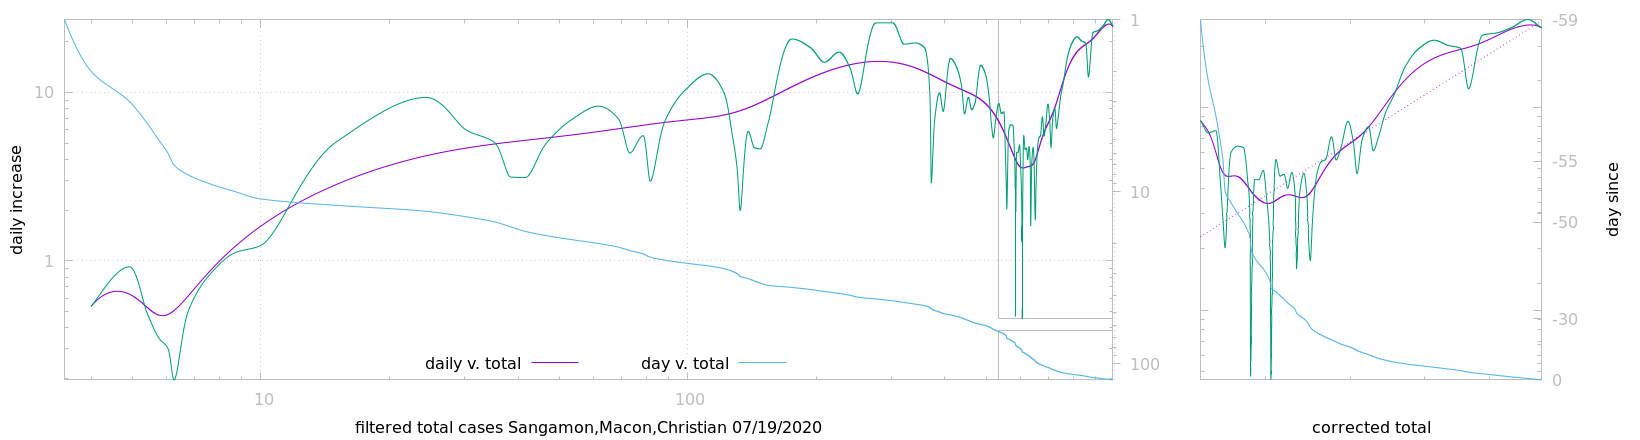 1
-59
10
daily increase
-55
day since
10
-50
1
-30
daily v. total
day v. total
100
0
10
100
filtered total cases Sangamon,Macon,Christian 07/19/2020
corrected total